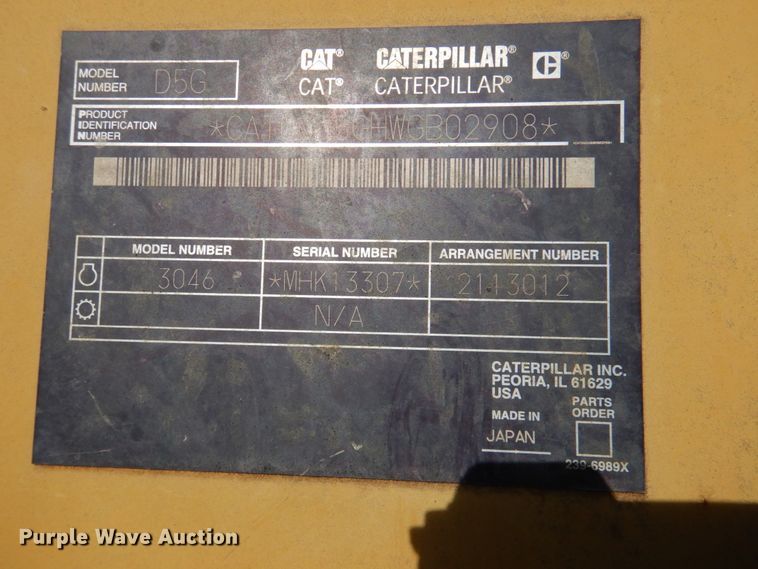 MODEL NUMBER D5G
CAT® CATERPILLAR® C
CAT® CATERPILLAR®
PRODUCT IDENTIFICATION NUMBER
MODEL NUMBER SERIAL NUMBER ARRANGEMENT NUMBER
3046 *MHK13307* 2113012
N/A
CATERPILLAR INC.
PEORIA, IL 61629
USA
MADE IN JAPAN
PARTS ORDER
239-6989X
Purple Wave Auction